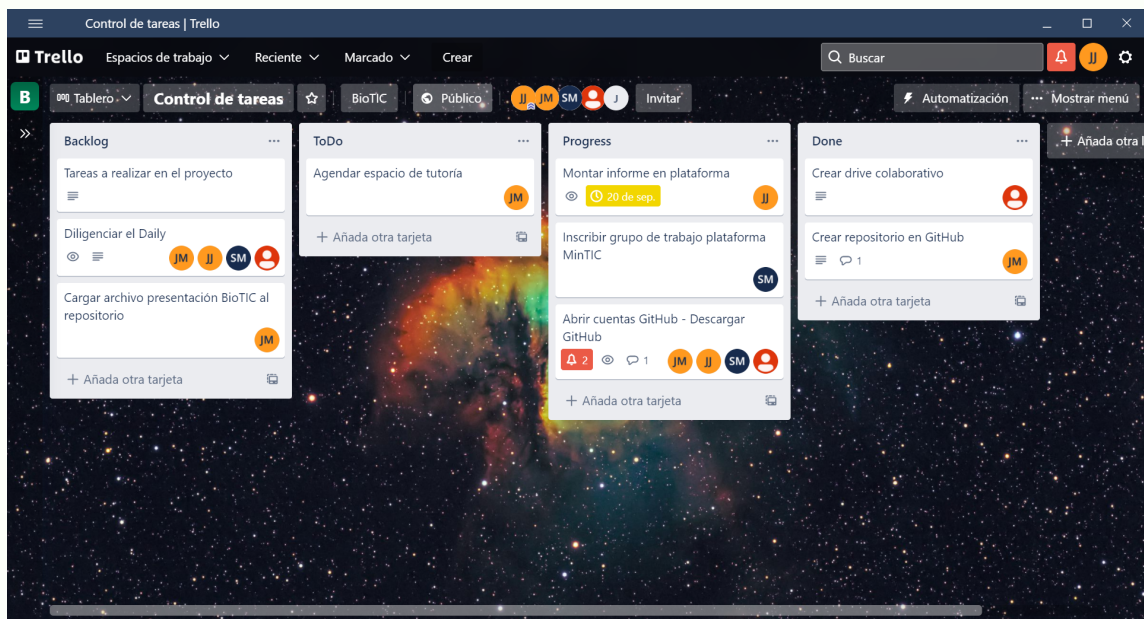 Control de tareas | Trello
Trello Espacios de trabajo Reciente Marcado Crear Buscar JJ
B Tablero Control de tareas BioTIC Público JJ JM SM J Invitar Automatización ... Mostrar menú
Backlog
Tareas a realizar en el proyecto
Diligenciar el Daily
JM JJ SM
Cargar archivo presentación BioTIC al
repositorio
JM
+ Añada otra tarjeta
ToDo
Agendar espacio de tutoría
JM
+ Añada otra tarjeta
Progress
Montar informe en plataforma
20 de sep. JJ
Inscribir grupo de trabajo plataforma
MinTIC
SM
Abrir cuentas GitHub - Descargar
GitHub
2 1 JM JJ SM
+ Añada otra tarjeta
Done
Crear drive colaborativo
Crear repositorio en GitHub
1 JM
+ Añada otra tarjeta
+ Añada otra